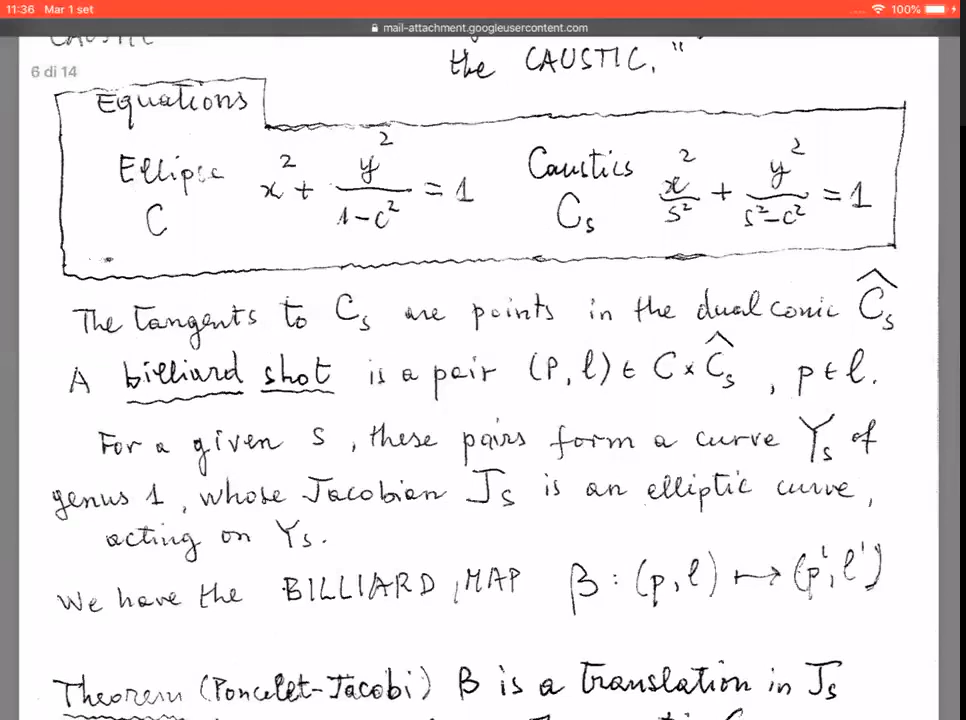 11:36 Mar 1 set
100%
mail-attachment.googleusercontent.com
6 di 14
the CAUSTIC."
Equations
Ellipse C x² + y²/(1-c²) = 1 Caustics C_s x²/s² + y²/(s²-c²) = 1
The tangents to C_s are points in the dual conic Ĉ_s
A billiard shot is a pair (p, l) ∈ C × Ĉ_s, p ∈ l.
For a given s, these pairs form a curve Y_s of
genus 1, whose Jacobian J_s is an elliptic curve,
acting on Y_s.
We have the BILLIARD MAP β : (p, l) ↦ (p', l')
Theorem (Poncelet-Jacobi) β is a translation in J_s